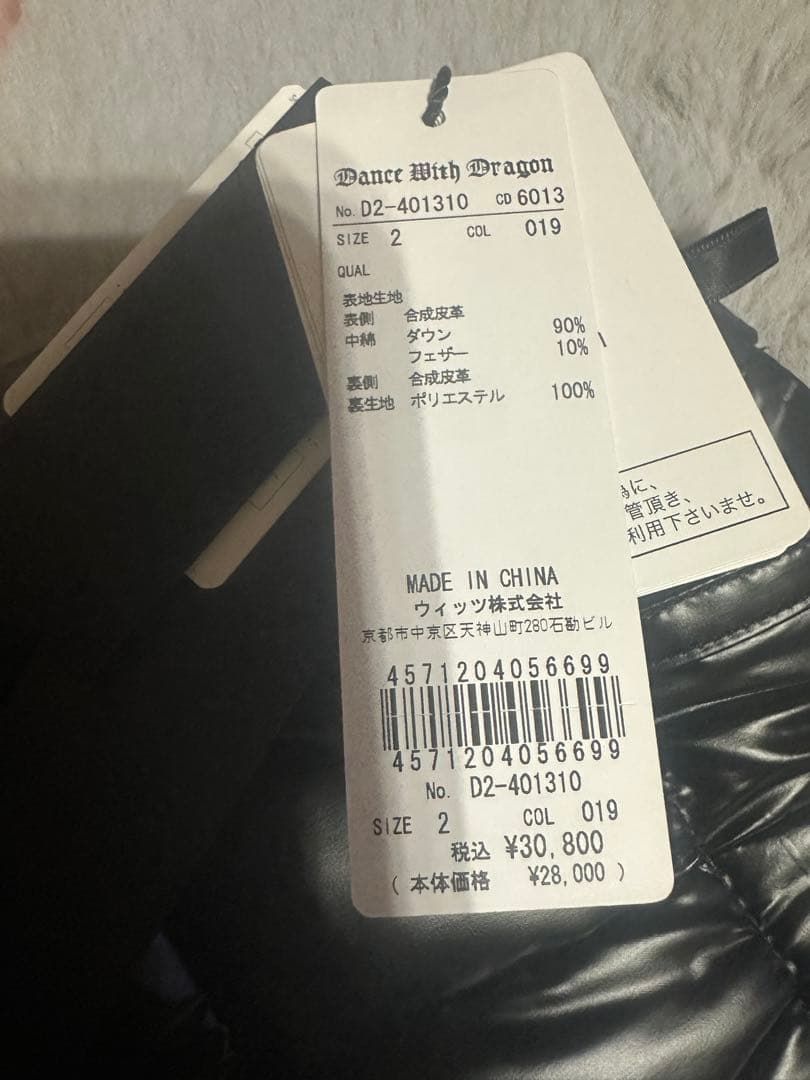 Dance With Dragon
No. D2-401310 CD 6013
SIZE 2 COL 019
QUAL
表地生地
表側 合成皮革
中綿 ダウン 90%
フェザー 10%
裏側 合成皮革
裏生地 ポリエステル 100%
MADE IN CHINA
ウィッツ株式会社
京都市中京区天神山町280石勘ビル
4571204056699
4571204056699
No. D2-401310
SIZE 2 COL 019
税込 ¥30,800
(本体価格 ¥28,000)
為に、
管頂き、
利用下さいませ。